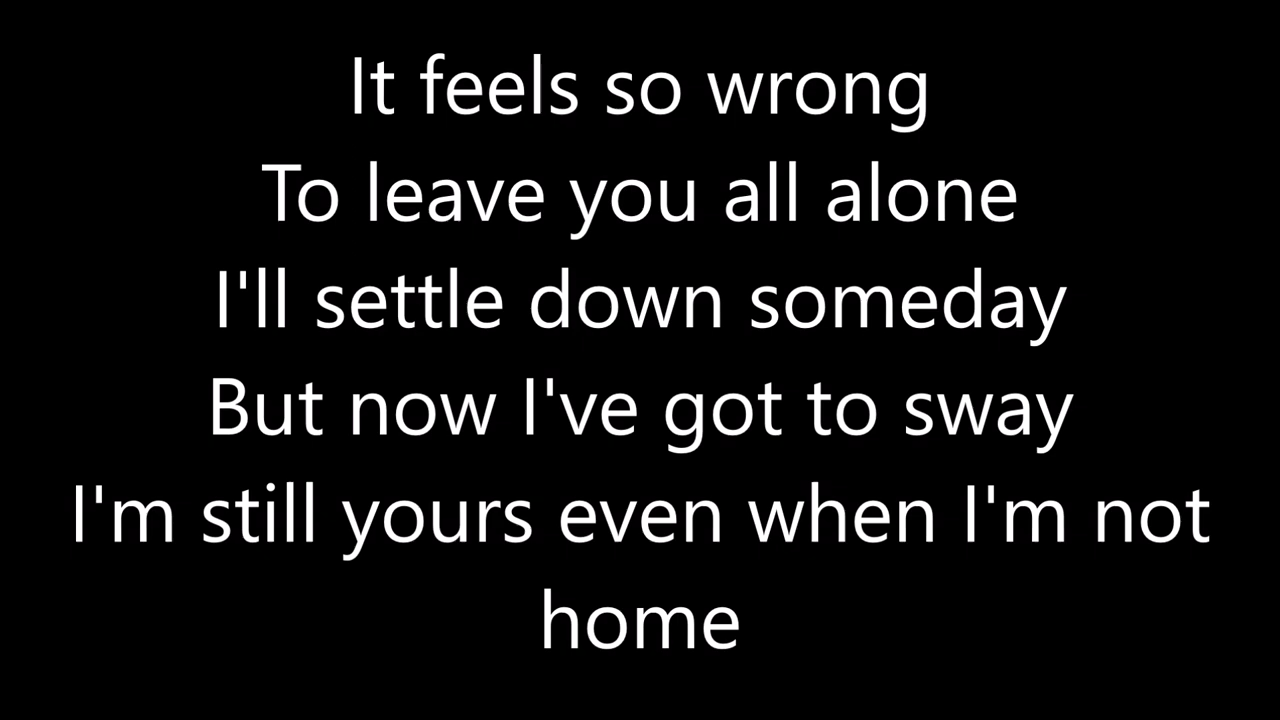 It feels so wrong
To leave you all alone
I'll settle down someday
But now I've got to sway
I'm still yours even when I'm not
home